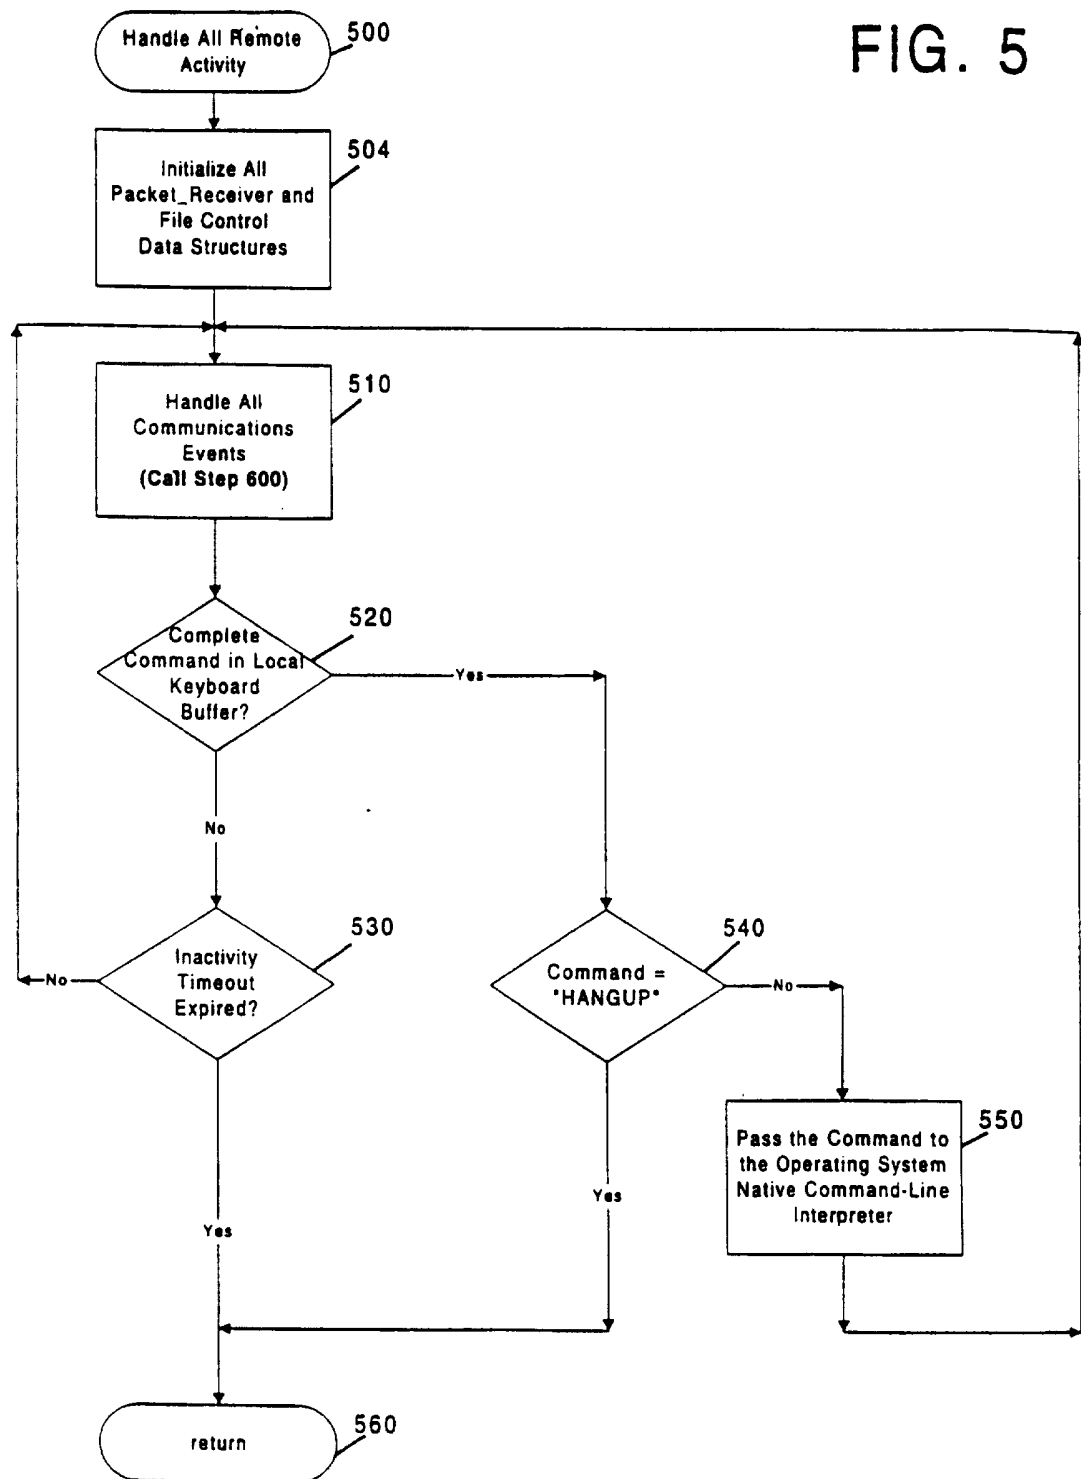 FIG. 5
Handle All Remote
Activity
500
Initialize All
Packet_Receiver and
File Control
Data Structures
504
Handle All
Communications
Events
(Call Step 600)
510
Complete
Command in Local
Keyboard
Buffer?
520
Yes
No
Inactivity
Timeout
Expired?
530
No
Command =
"HANGUP"
540
No
Pass the Command to
the Operating System
Native Command-Line
Interpreter
550
Yes
Yes
return
560